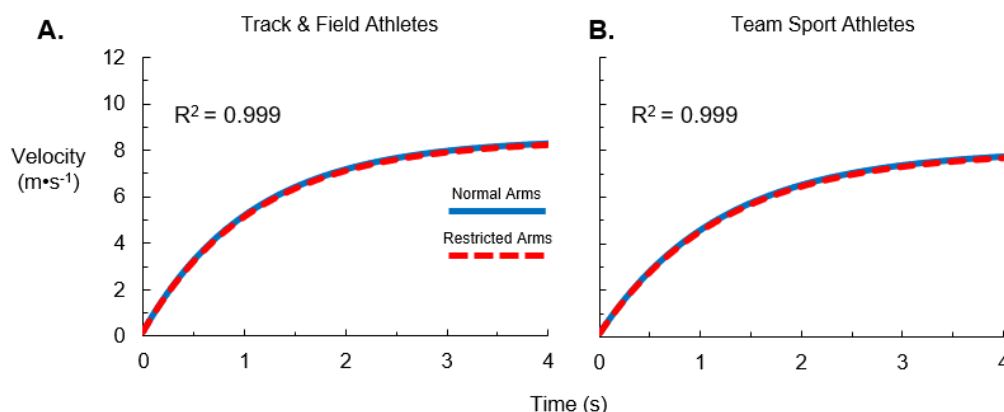 A.
Track & Field Athletes
B.
Team Sport Athletes
12
10
8
6
4
2
0
R² = 0.999
R² = 0.999
Velocity
(m•s⁻¹)
Normal Arms
Restricted Arms
0 1 2 3 4
0 1 2 3 4
Time (s)